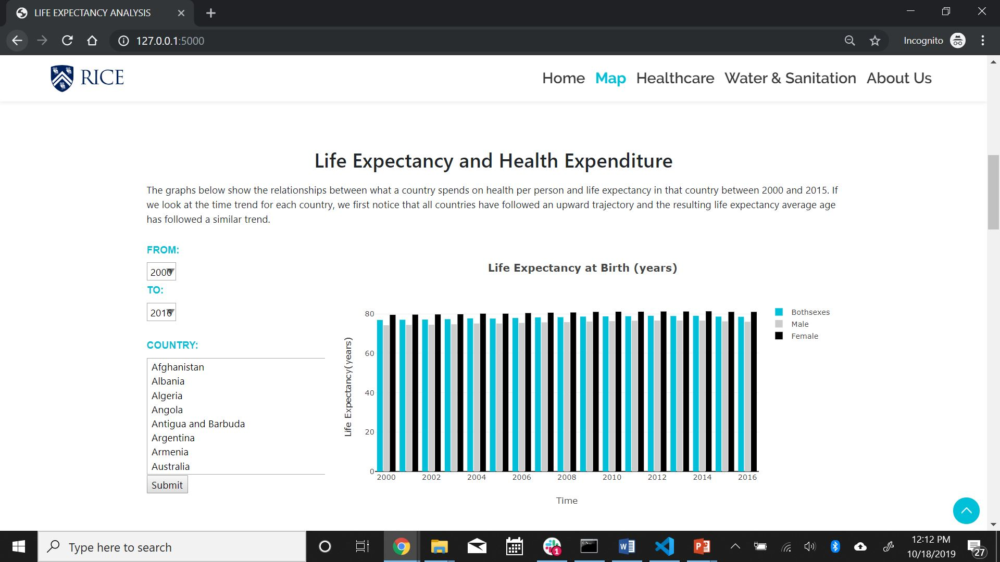 LIFE EXPECTANCY ANALYSIS
127.0.0.1:5000
Incognito
RICE
Home Map Healthcare Water & Sanitation About Us
Life Expectancy and Health Expenditure
The graphs below show the relationships between what a country spends on health per person and life expectancy in that country between 2000 and 2015. If
we look at the time trend for each country, we first notice that all countries have followed an upward trajectory and the resulting life expectancy average age
has followed a similar trend.
FROM:
2000
TO:
2016
COUNTRY:
Afghanistan
Albania
Algeria
Angola
Antigua and Barbuda
Argentina
Armenia
Australia
Submit
Life Expectancy at Birth (years)
Bothsexes
Male
Female
Life Expectancy(years)
80
60
40
20
0
2000 2002 2004 2006 2008 2010 2012 2014 2016
Time
Type here to search
1
12:12 PM
10/18/2019
27